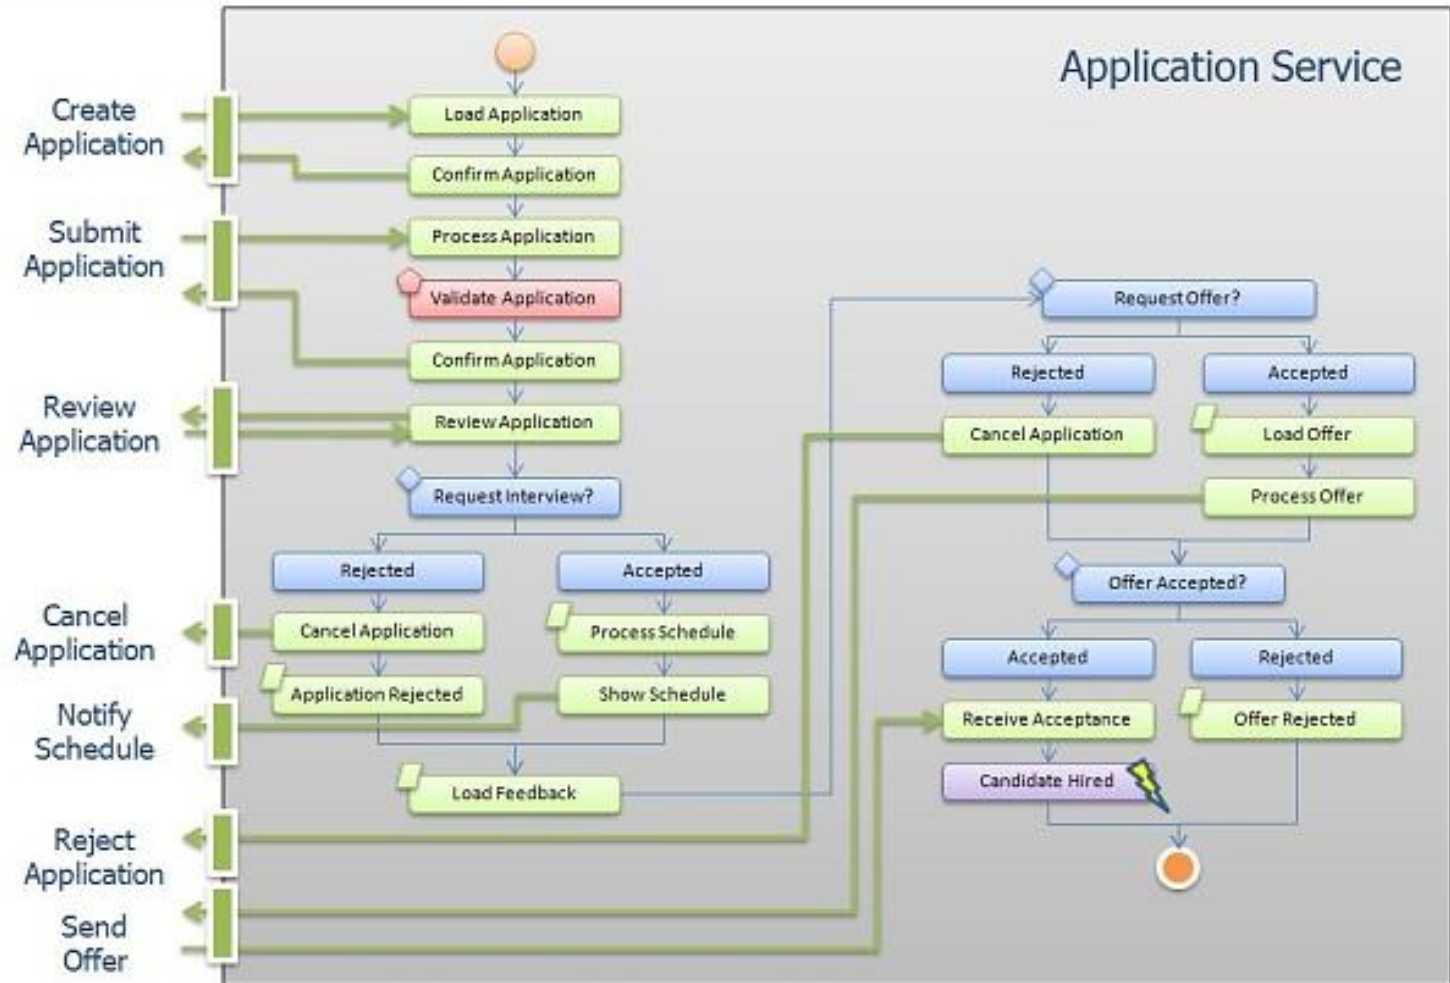 Application Service
Create
Application
Submit
Application
Review
Application
Cancel
Application
Notify
Schedule
Reject
Application
Send
Offer
Load Application
Confirm Application
Process Application
Validate Application
Confirm Application
Review Application
Request Interview?
Rejected
Accepted
Cancel Application
Process Schedule
Application Rejected
Show Schedule
Load Feedback
Request Offer?
Rejected
Accepted
Cancel Application
Load Offer
Process Offer
Offer Accepted?
Accepted
Rejected
Receive Acceptance
Offer Rejected
Candidate Hired